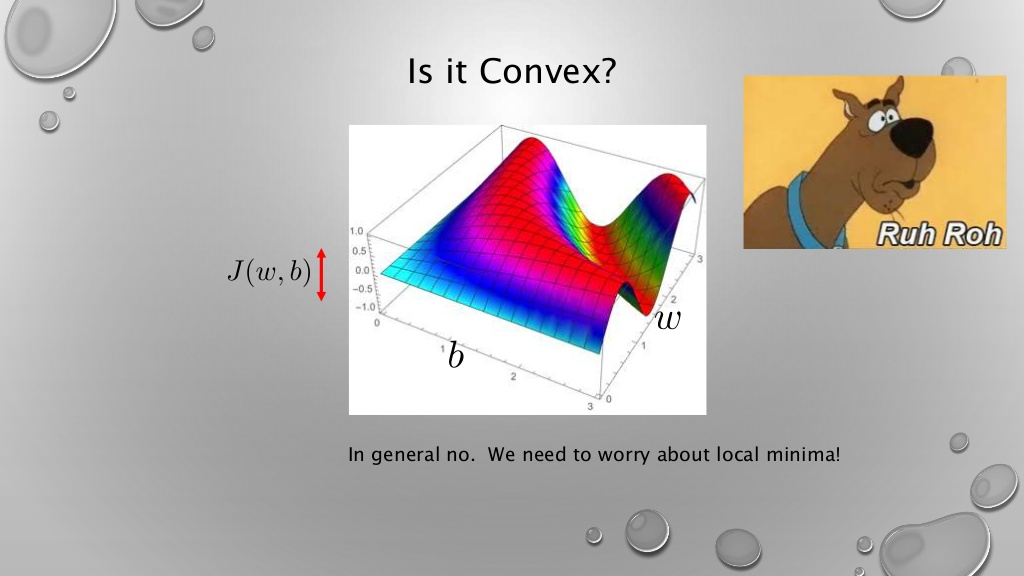 Is it Convex?
Ruh Roh
J(w, b)
1.0
0.5
0.0
−0.5
−1.0
0
1
2
3
b
0
1
2
3
w
In general no. We need to worry about local minima!